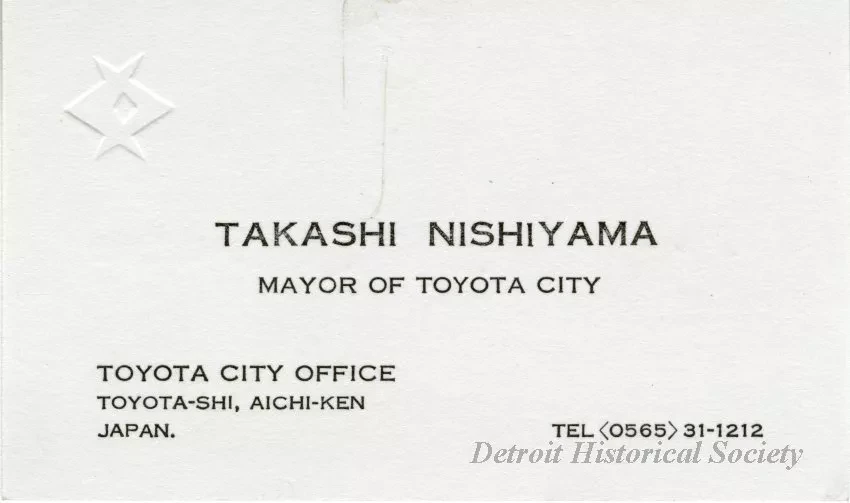 TAKASHI NISHIYAMA
MAYOR OF TOYOTA CITY
TOYOTA CITY OFFICE
TOYOTA-SHI, AICHI-KEN
JAPAN.
TEL〈0565〉31-1212
Detroit Historical Society